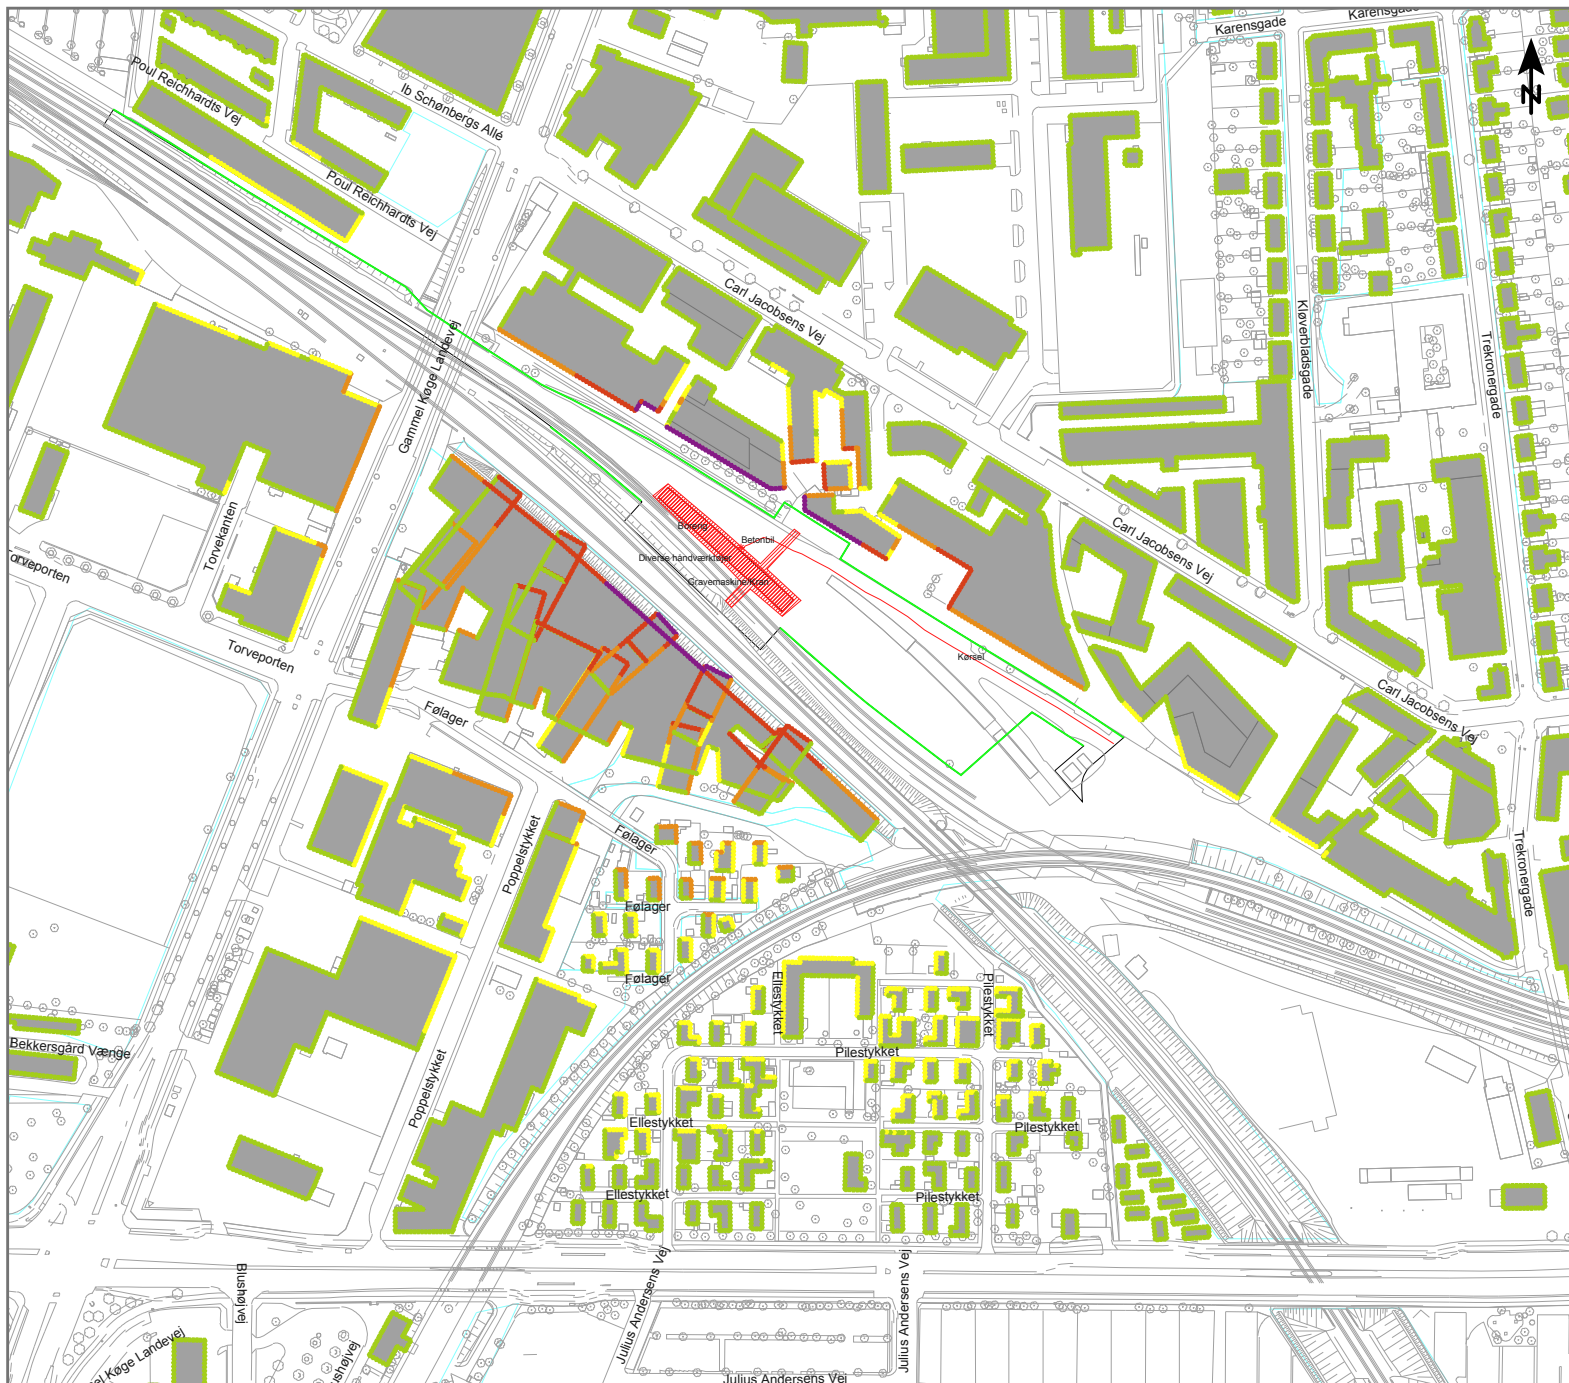 Karensgade
Karensgade
Poul Reichhardts Vej
Ib Schønbergs Allé
N
Poul Reichhardts Vej
Carl Jacobsens Vej
Kløverbladsgade
Trekronergade
Gammel Køge Landevej
Torvekanten
Torveporten
Borerig
Betonbil
Diverse håndværktøjer
Gravemaskine/Kran
Carl Jacobsens Vej
Torveporten
Kørsel
Carl Jacobsens Vej
Følager
Følager
Poppelstykket
Trekronergade
Følager
Følager
Ellestykket
Pilestykket
Bekkersgård Vænge
Pilestykket
Poppelstykket
Ellestykket
Pilestykket
Ellestykket
Pilestykket
Blushøjvej
Julius Andersens Vej
Julius Andersens Vej
el Køge Landevej
ushøjvej
Julius Andersens Vej